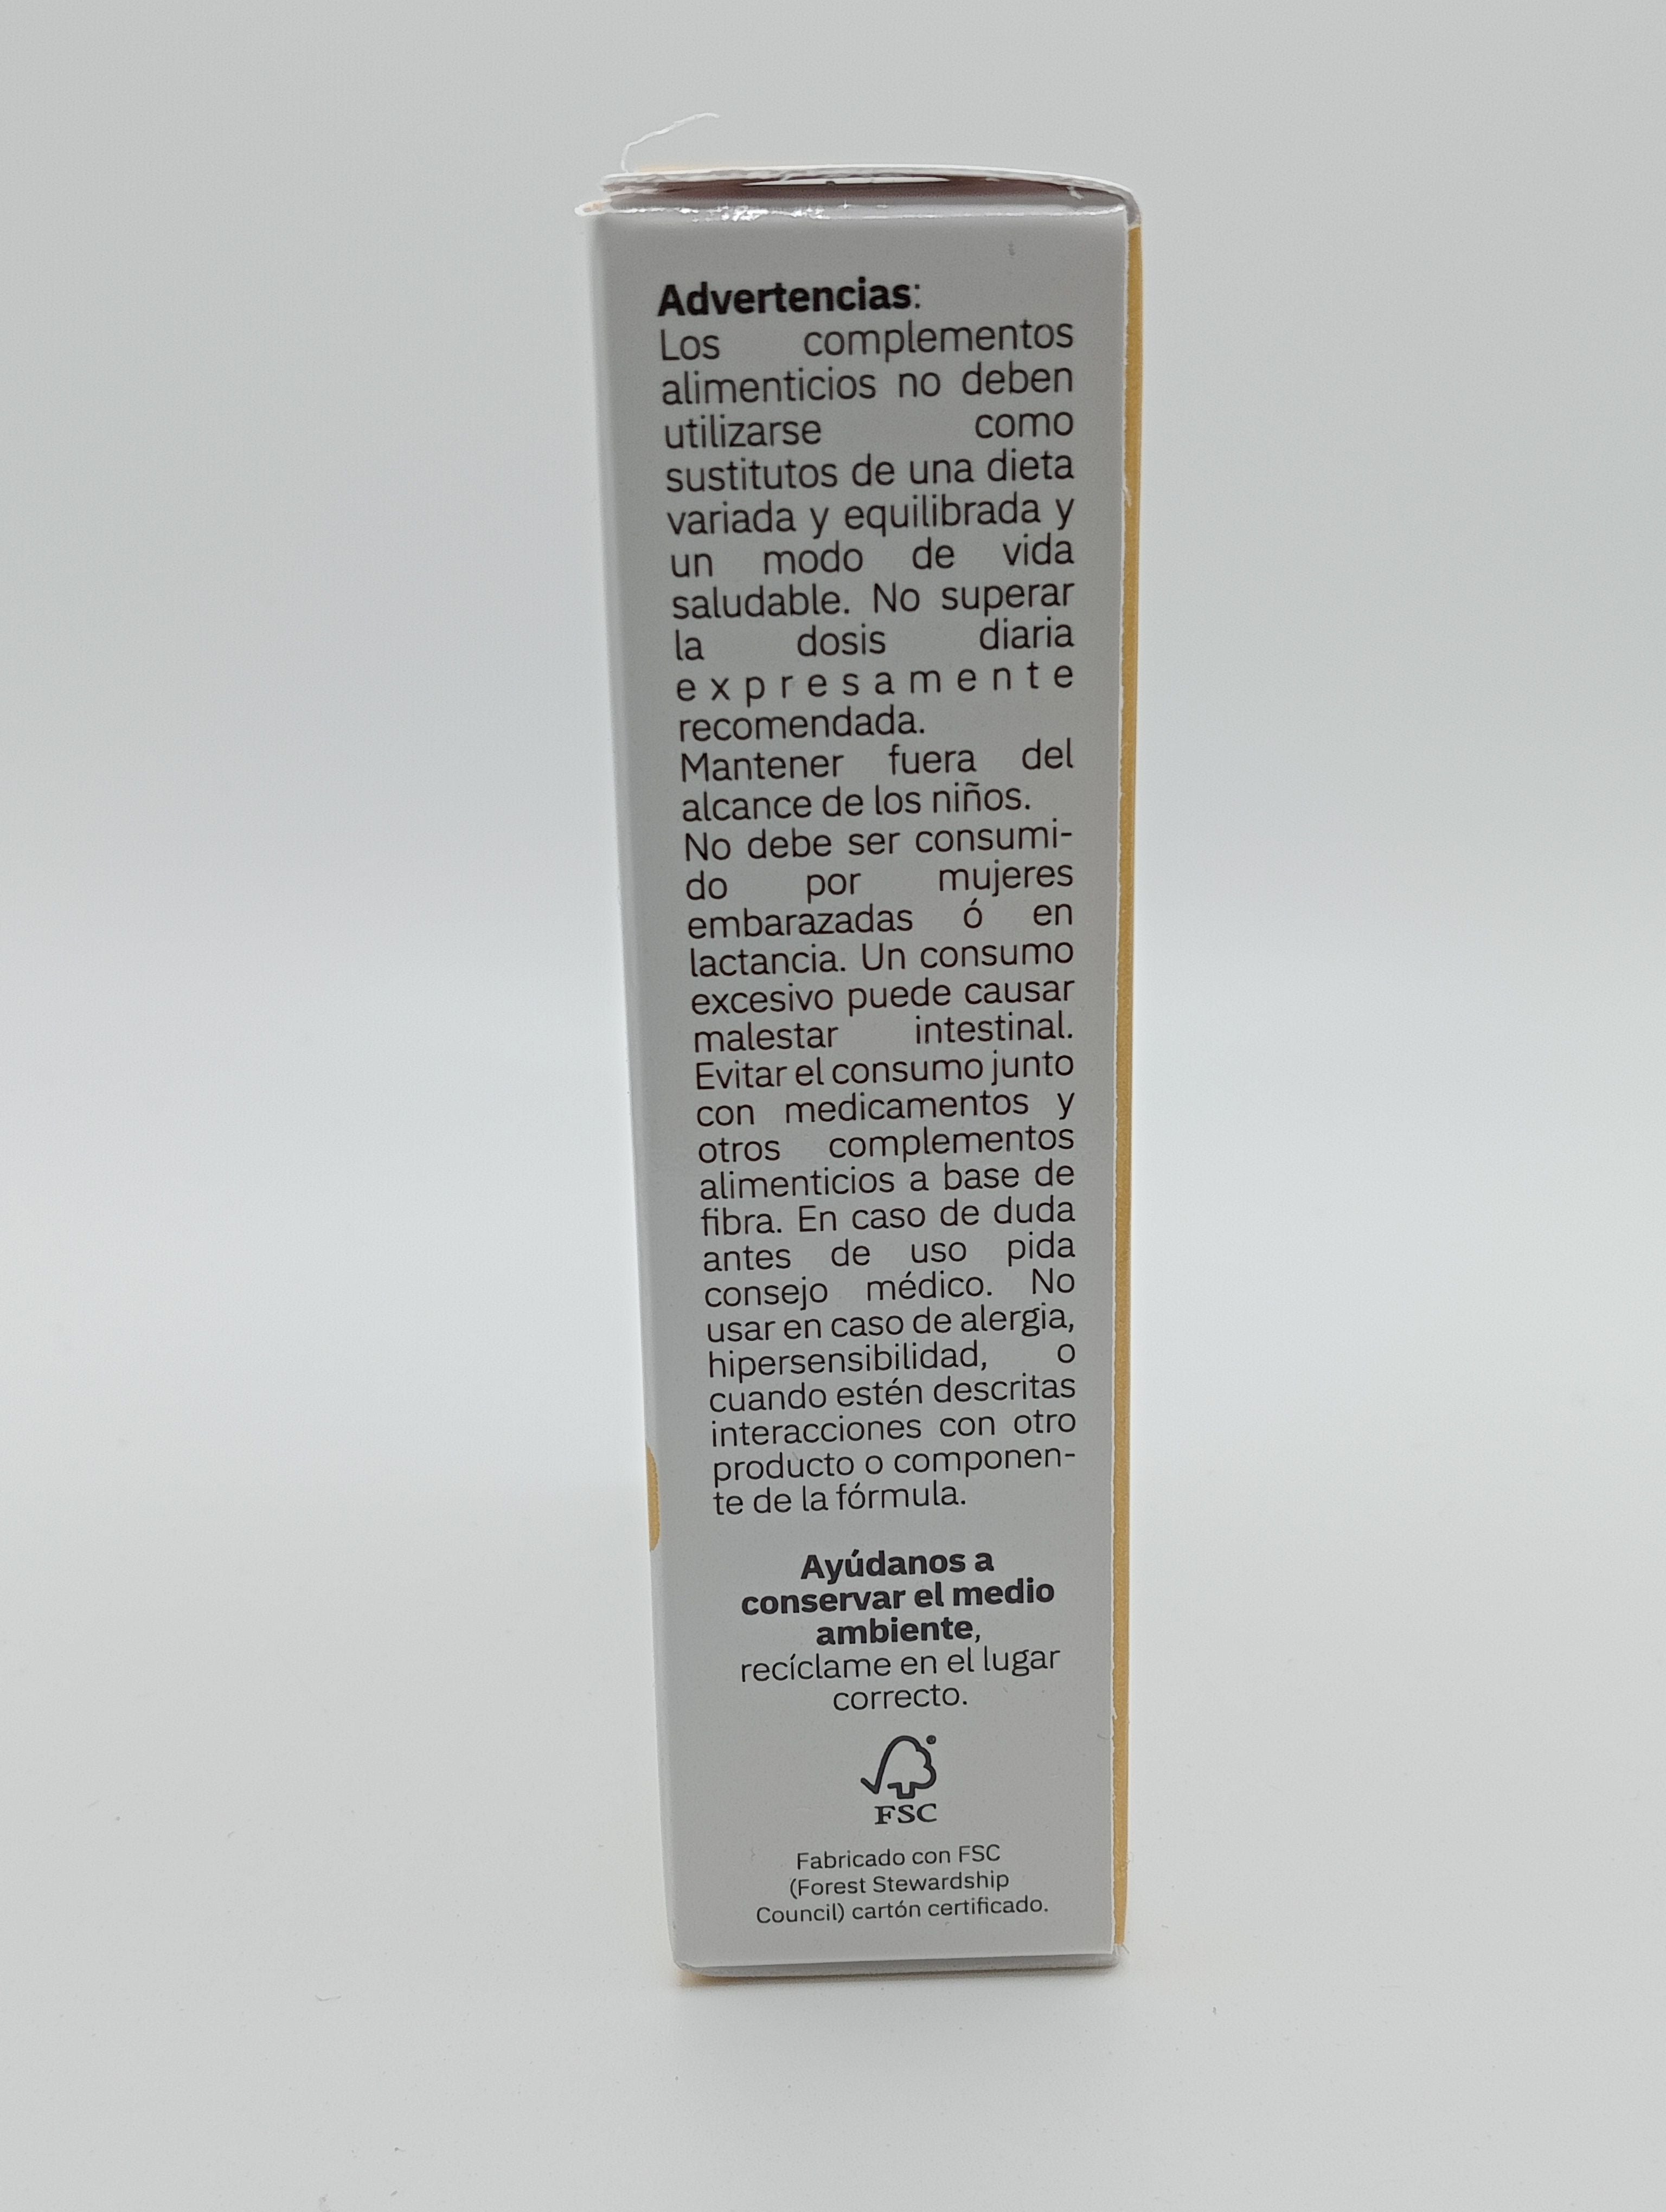 Advertencias:
Los complementos
alimenticios no deben
utilizarse como
sustitutos de una dieta
variada y equilibrada y
un modo de vida
saludable. No superar
la dosis diaria
expresamente
recomendada.
Mantener fuera del
alcance de los niños.
No debe ser consumi-
do por mujeres
embarazadas ó en
lactancia. Un consumo
excesivo puede causar
malestar intestinal.
Evitar el consumo junto
con medicamentos y
otros complementos
alimenticios a base de
fibra. En caso de duda
antes de uso pida
consejo médico. No
usar en caso de alergia,
hipersensibilidad, o
cuando estén descritas
interacciones con otro
producto o componen-
te de la fórmula.
Ayúdanos a
conservar el medio
ambiente,
recíclame en el lugar
correcto.
FSC
Fabricado con FSC
(Forest Stewardship
Council) cartón certificado.